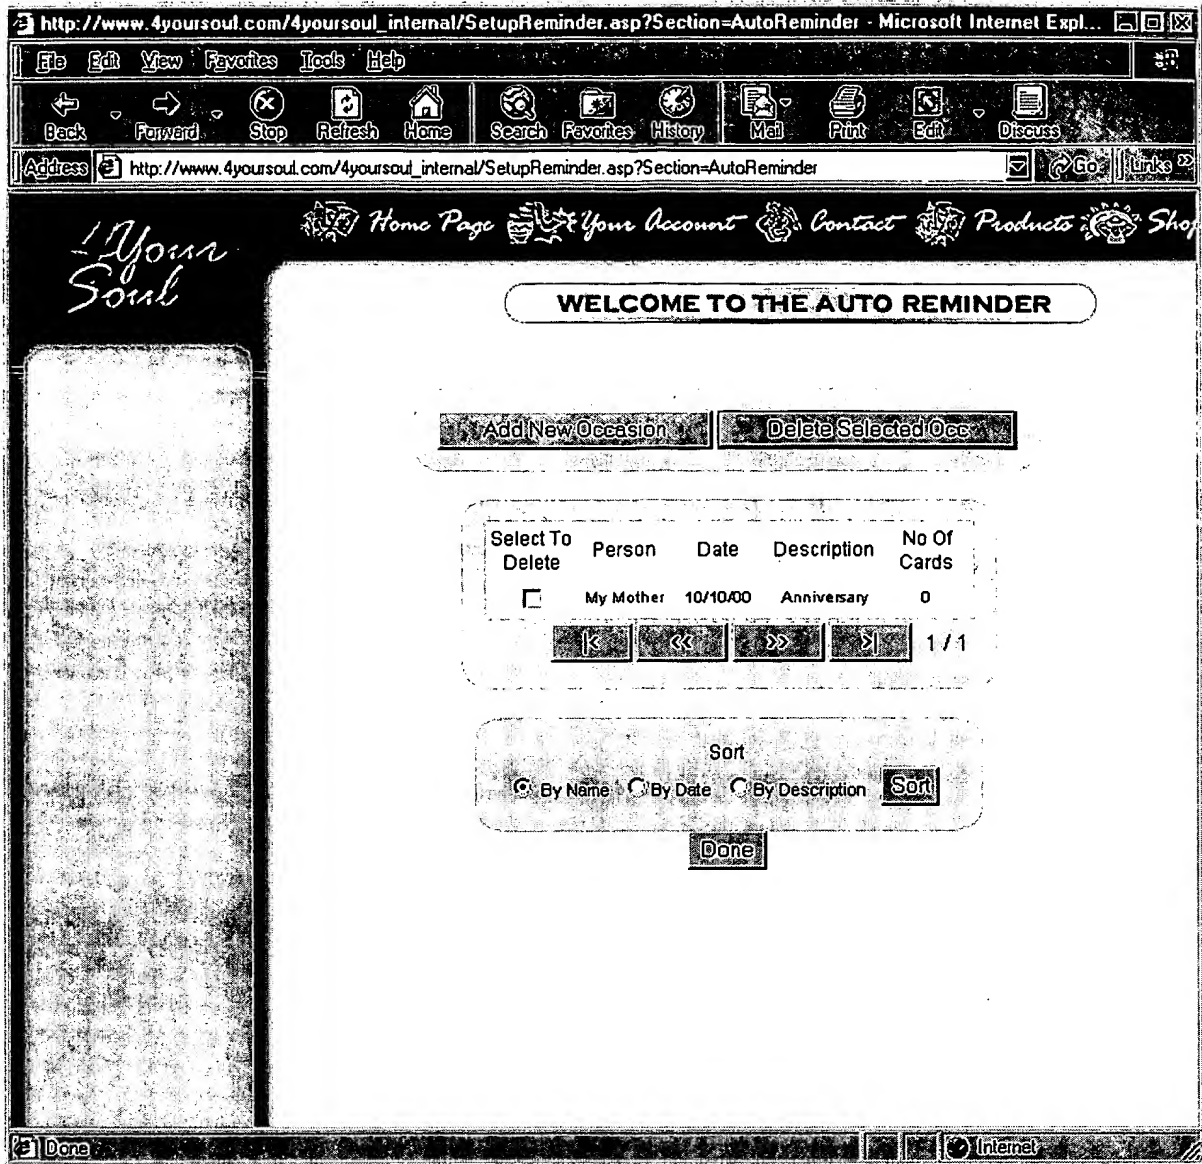 http://www.4yoursoul.com/4yoursoul_internal/SetupReminder.asp?Section=AutoReminder - Microsoft Internet Expl...
File Edit View Favorites Tools Help
Back Forward Stop Refresh Home Search Favorites History Mail Print Edit Discuss
Address http://www.4yoursoul.com/4yoursoul_internal/SetupReminder.asp?Section=AutoReminder Go Links »
Home Page Your Account Contact Products Shop
4 Your
Soul
WELCOME TO THE AUTO REMINDER
Add New Occasion Delete Selected Occ
Select To Delete Person Date Description No Of Cards
My Mother 10/10/00 Anniversary 0
|< << >> >| 1 / 1
Sort
By Name By Date By Description Sort
Done
Done Internet